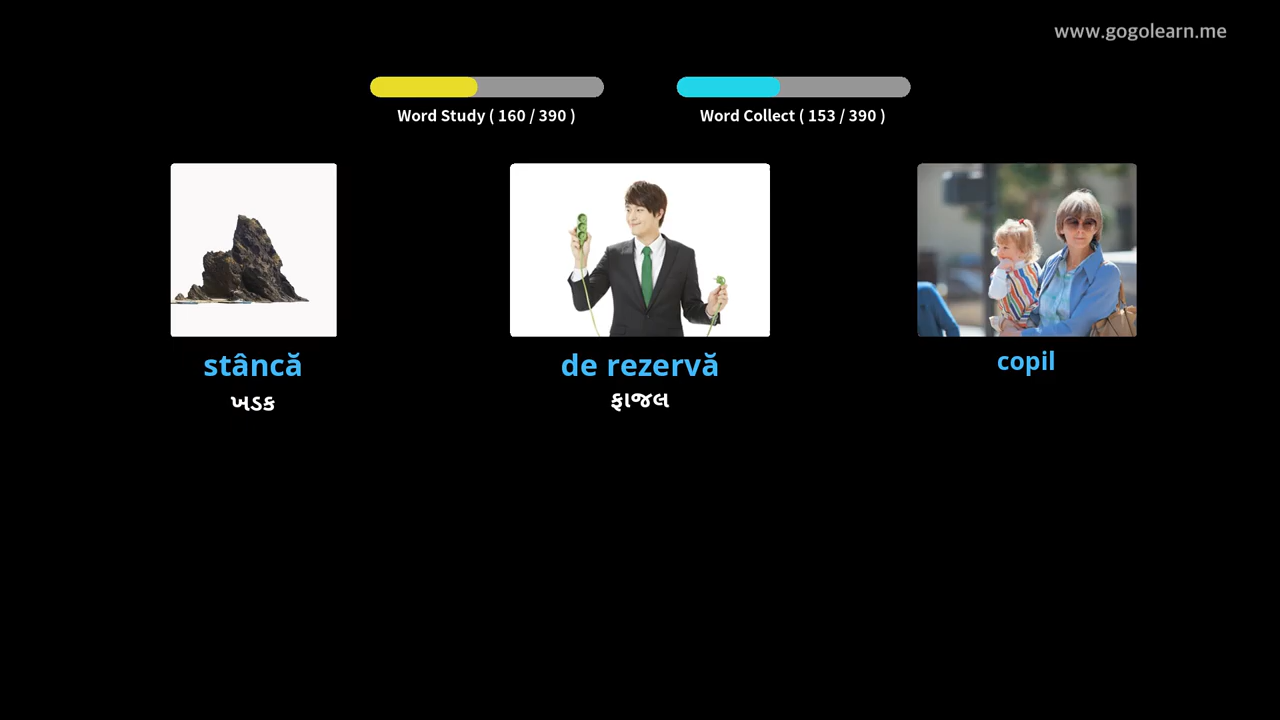 www.gogolearn.me
Word Study ( 160 / 390 )
Word Collect ( 153 / 390 )
stâncă
ખડક
de rezervă
ફાજલ
copil